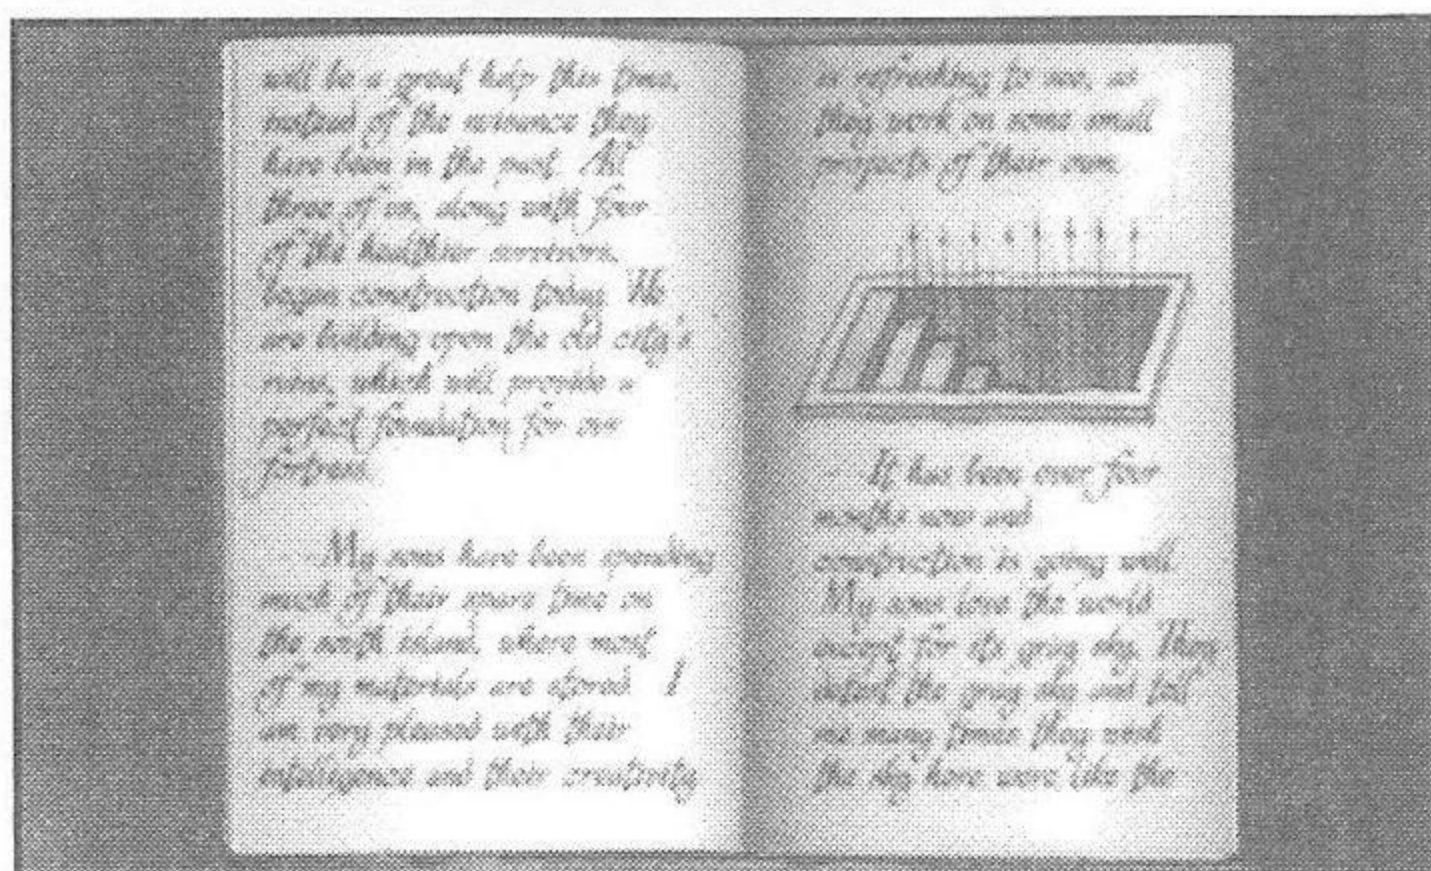 will be a great help this time,
instead of the nuisance they
have been in the past. All
three of us, along with four
of the healthier survivors,
begin construction today. We
are building upon the old city's
ruins, which will provide a
perfect foundation for our
fortress.
My sons have been spending
much of their spare time on
the south island, where most
of my materials are stored. I
am very pleased with their
intelligence and their creativity
is refreshing to see, as
they work on some small
projects of their own.
It has been over four
months now and
construction is going well.
My sons love the world
except for its gray sky. They
detest the gray sky and tell
me many times they wish
the sky here were like the